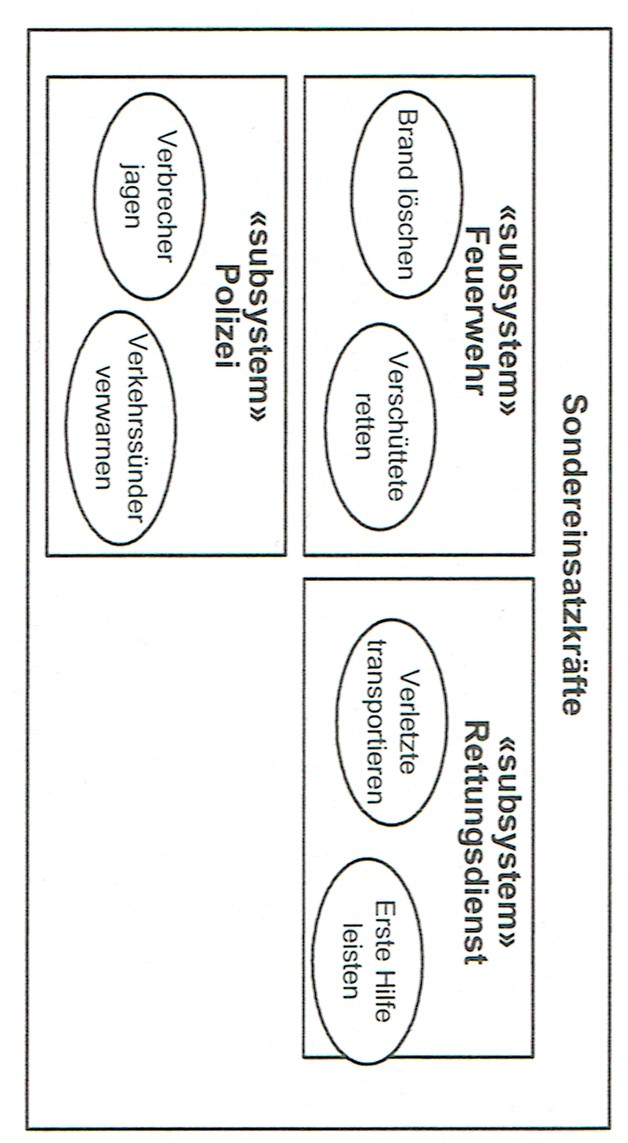 Sondereinsatzkräfte
«subsystem»
Feuerwehr
Brand löschen
Verschüttete
retten
«subsystem»
Rettungsdienst
Verletzte
transportieren
Erste Hilfe
leisten
«subsystem»
Polizei
Verbrecher
jagen
Verkehrssünder
verwarnen